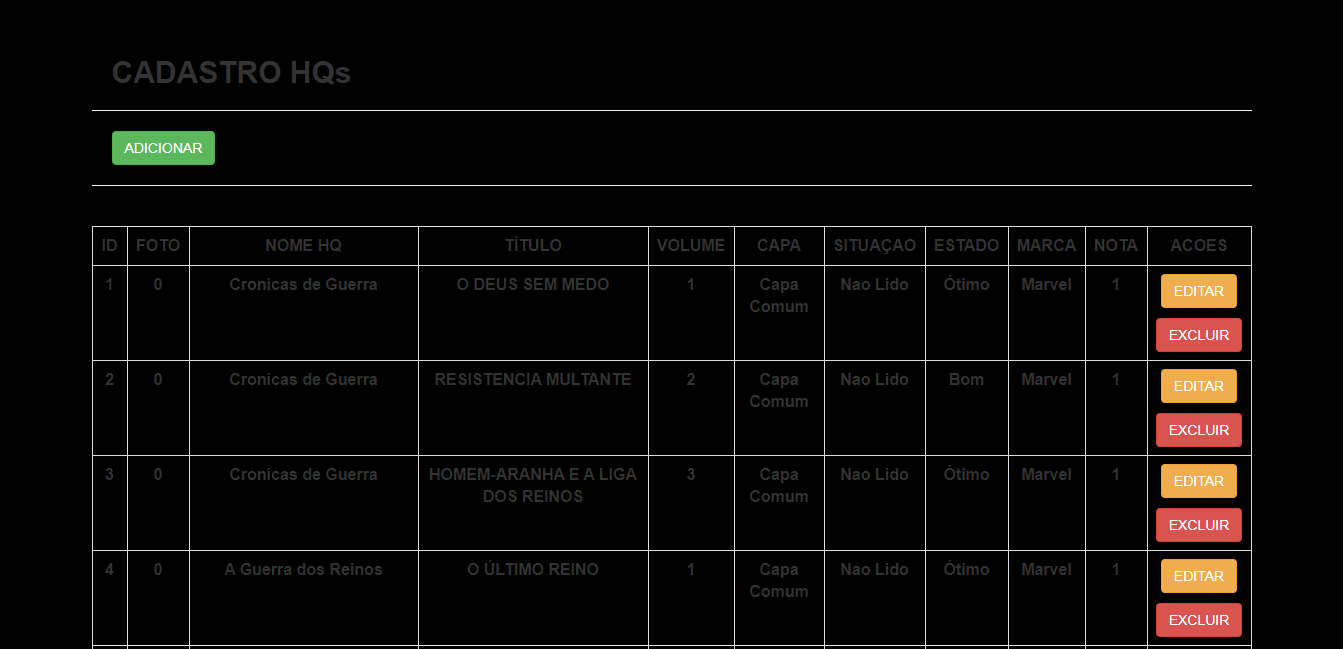 CADASTRO HQs
ADICIONAR
ID FOTO NOME HQ TÍTULO VOLUME CAPA SITUAÇAO ESTADO MARCA NOTA ACOES
1 0 Cronicas de Guerra O DEUS SEM MEDO 1 Capa Nao Lido Ótimo Marvel 1 EDITAR
Comum
EXCLUIR
2 0 Cronicas de Guerra RESISTENCIA MULTANTE 2 Capa Nao Lido Bom Marvel 1 EDITAR
Comum
EXCLUIR
3 0 Cronicas de Guerra HOMEM-ARANHA E A LIGA 3 Capa Nao Lido Ótimo Marvel 1 EDITAR
DOS REINOS Comum
EXCLUIR
4 0 A Guerra dos Reinos O ÚLTIMO REINO 1 Capa Nao Lido Ótimo Marvel 1 EDITAR
Comum
EXCLUIR